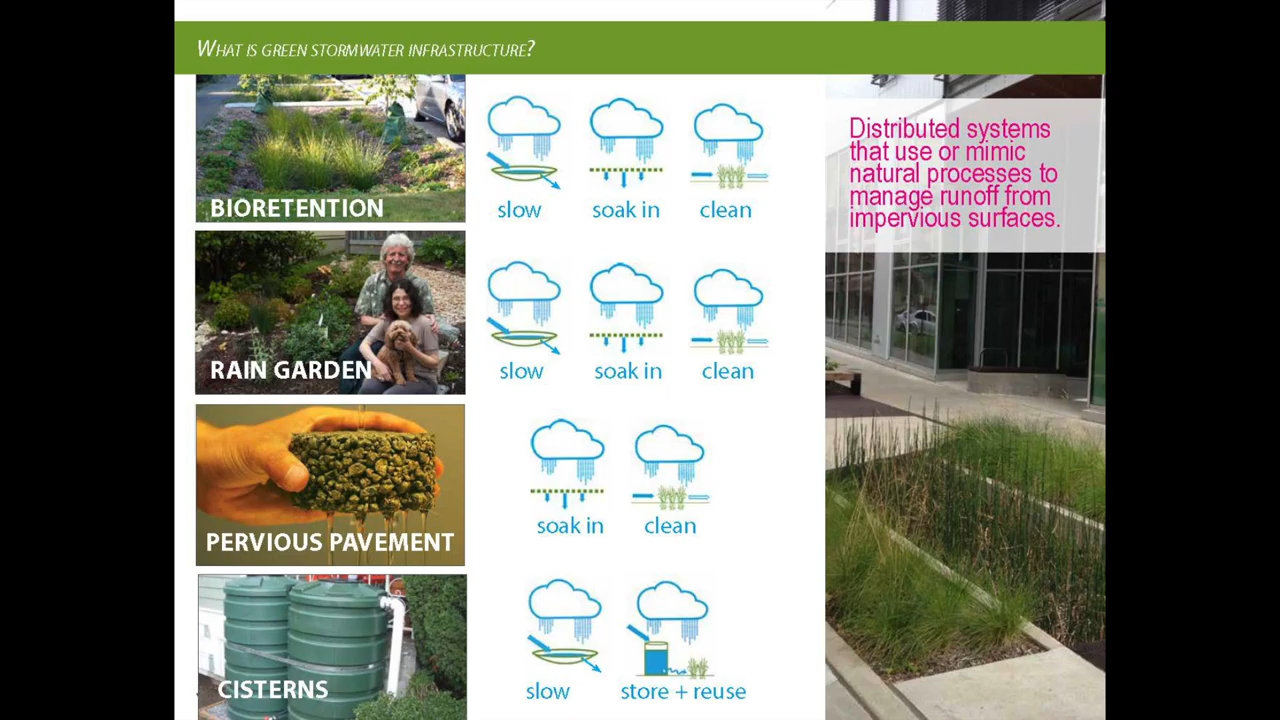 WHAT IS GREEN STORMWATER INFRASTRUCTURE?
BIORETENTION
slow
soak in
clean
RAIN GARDEN
slow
soak in
clean
PERVIOUS PAVEMENT
soak in
clean
CISTERNS
slow
store + reuse
Distributed systems
that use or mimic
natural processes to
manage runoff from
impervious surfaces.